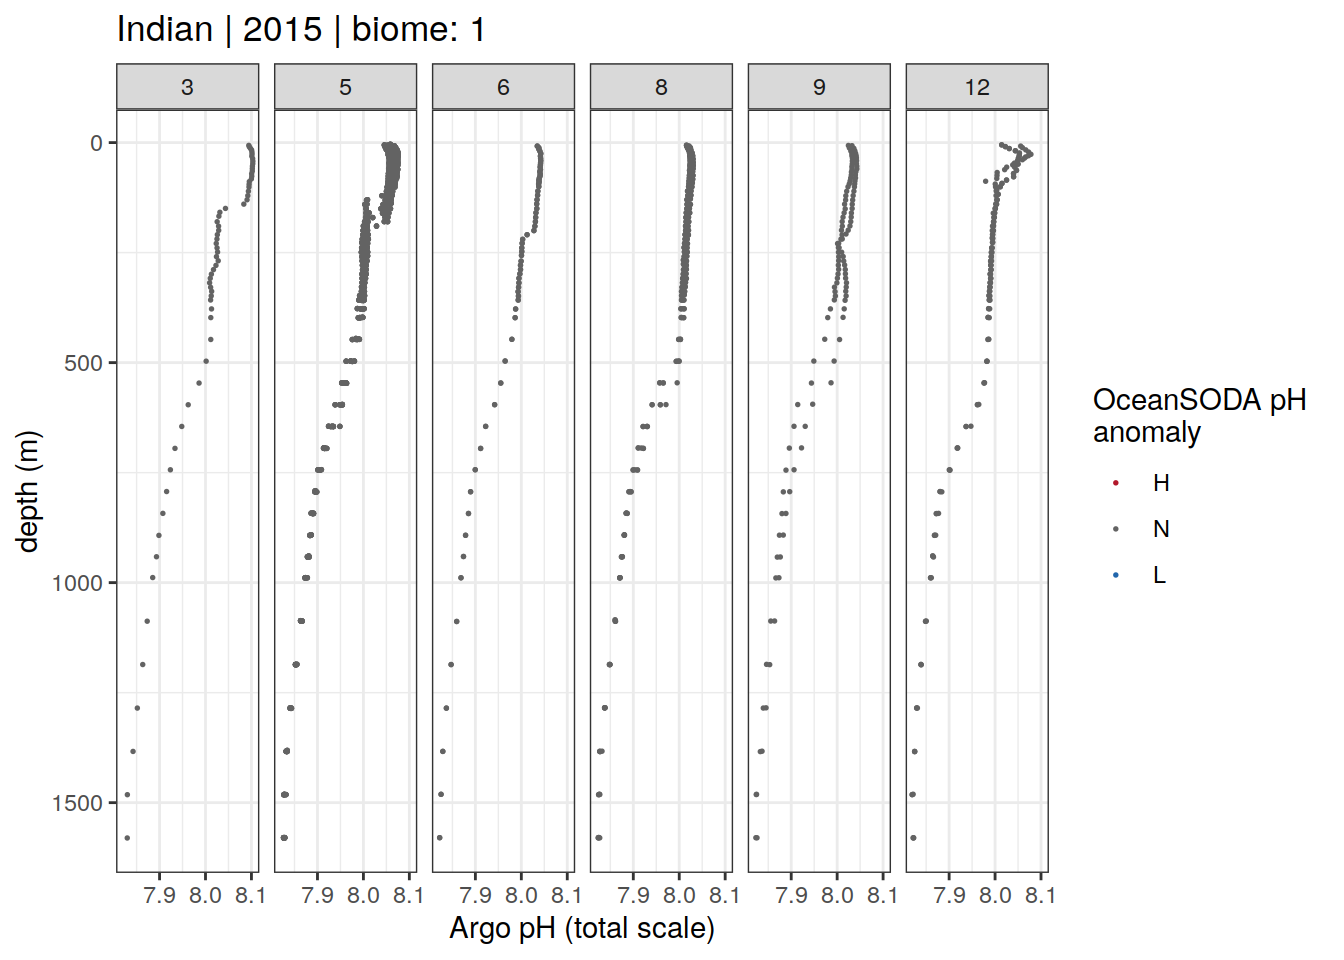 Indian | 2015 | biome: 1
3 5 6 8 9 12
0
500
1000
1500
depth (m)
7.9 8.0 8.1 7.9 8.0 8.1 7.9 8.0 8.1 7.9 8.0 8.1 7.9 8.0 8.1 7.9 8.0 8.1
Argo pH (total scale)
OceanSODA pH
anomaly
H
N
L